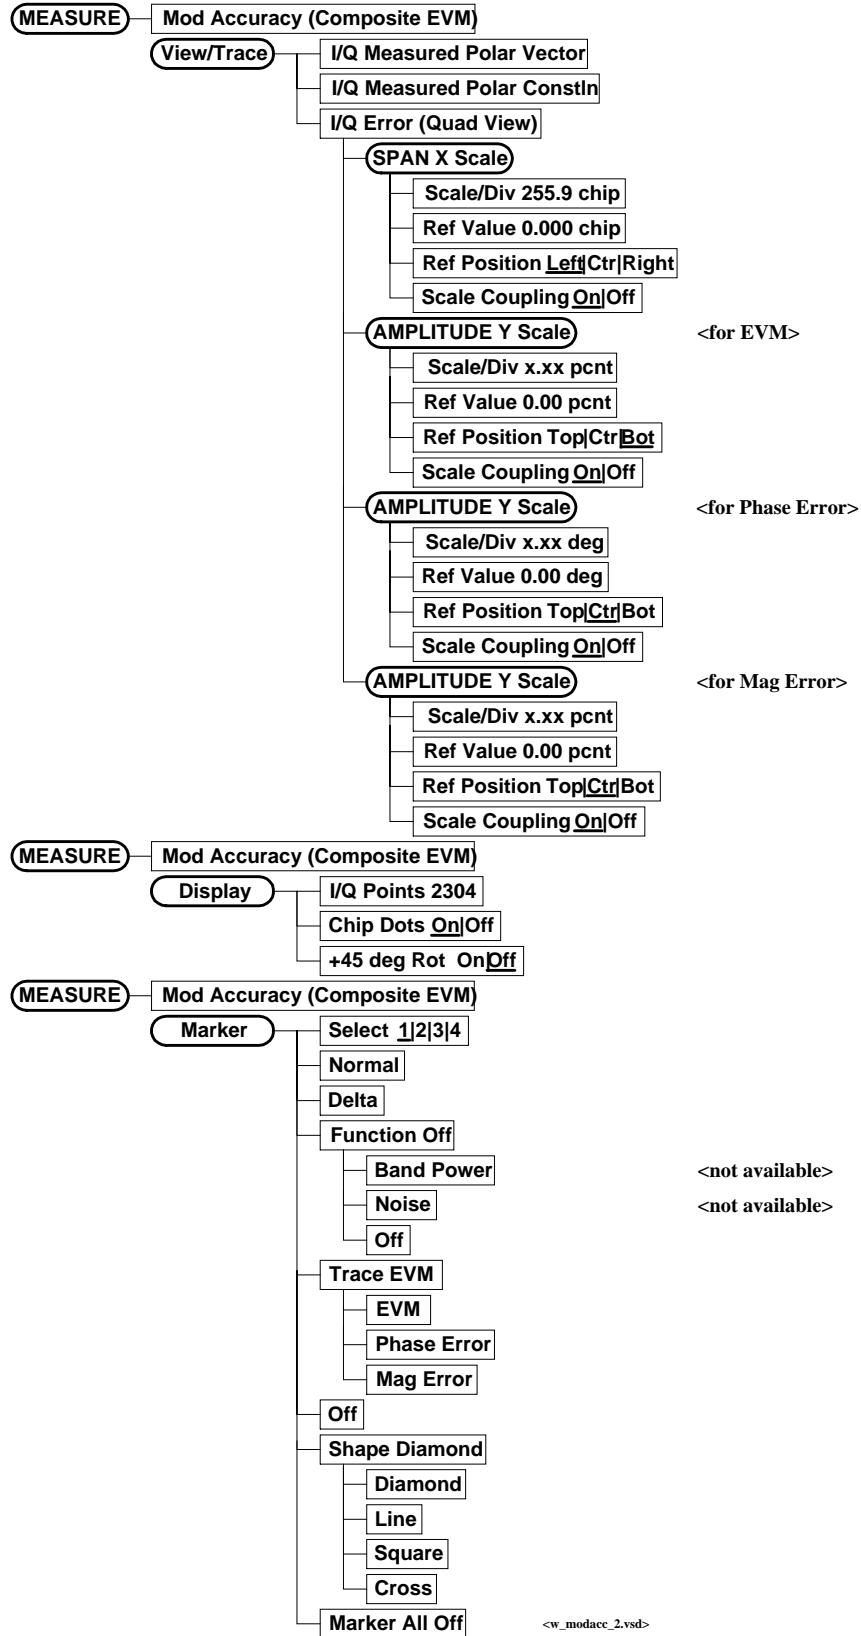 MEASURE Mod Accuracy (Composite EVM)
View/Trace I/Q Measured Polar Vector
I/Q Measured Polar Constln
I/Q Error (Quad View)
SPAN X Scale
Scale/Div 255.9 chip
Ref Value 0.000 chip
Ref Position Left|Ctr|Right
Scale Coupling On|Off
AMPLITUDE Y Scale <for EVM>
Scale/Div x.xx pcnt
Ref Value 0.00 pcnt
Ref Position Top|Ctr|Bot
Scale Coupling On|Off
AMPLITUDE Y Scale <for Phase Error>
Scale/Div x.xx deg
Ref Value 0.00 deg
Ref Position Top|Ctr|Bot
Scale Coupling On|Off
AMPLITUDE Y Scale <for Mag Error>
Scale/Div x.xx pcnt
Ref Value 0.00 pcnt
Ref Position Top|Ctr|Bot
Scale Coupling On|Off
MEASURE Mod Accuracy (Composite EVM)
Display I/Q Points 2304
Chip Dots On|Off
+45 deg Rot On|Off
MEASURE Mod Accuracy (Composite EVM)
Marker Select 1|2|3|4
Normal
Delta
Function Off
Band Power <not available>
Noise <not available>
Off
Trace EVM
EVM
Phase Error
Mag Error
Off
Shape Diamond
Diamond
Line
Square
Cross
Marker All Off <w_modacc_2.vsd>